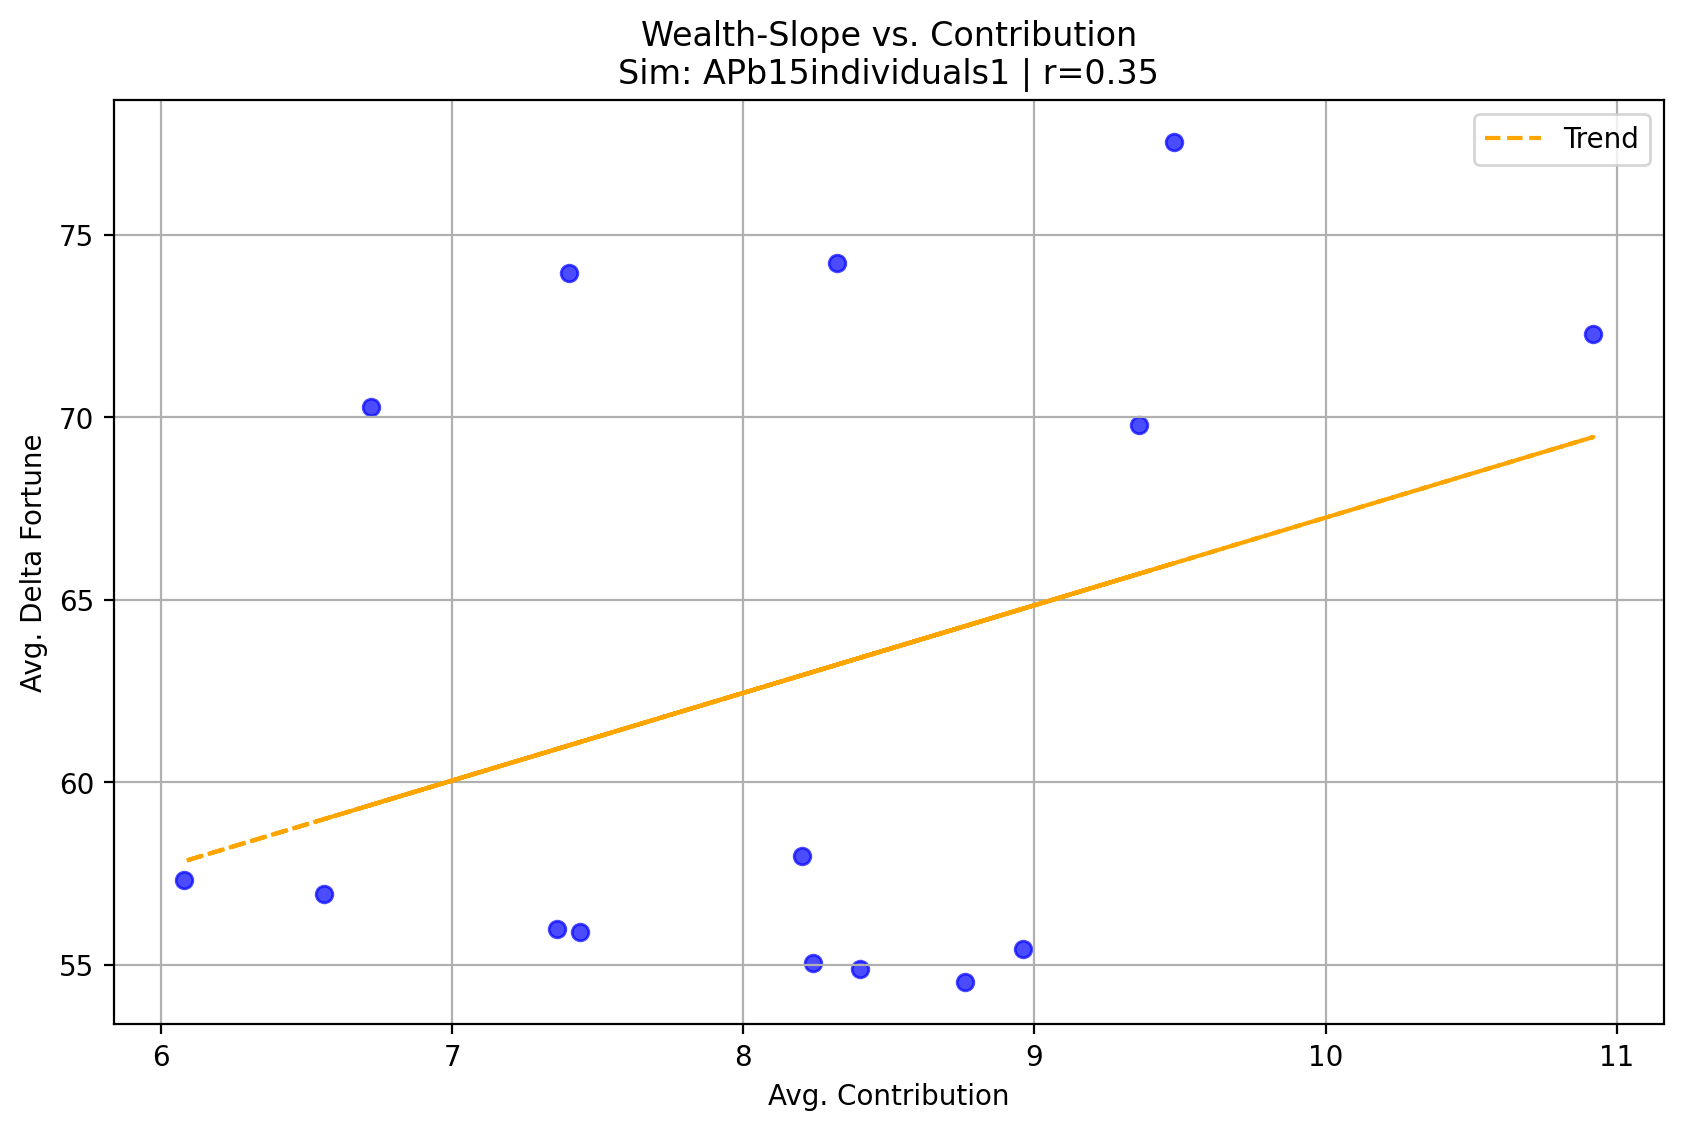 Wealth-Slope vs. Contribution
Sim: APb15individuals1 | r=0.35
Trend
Avg. Delta Fortune
75
70
65
60
55
6 7 8 9 10 11
Avg. Contribution